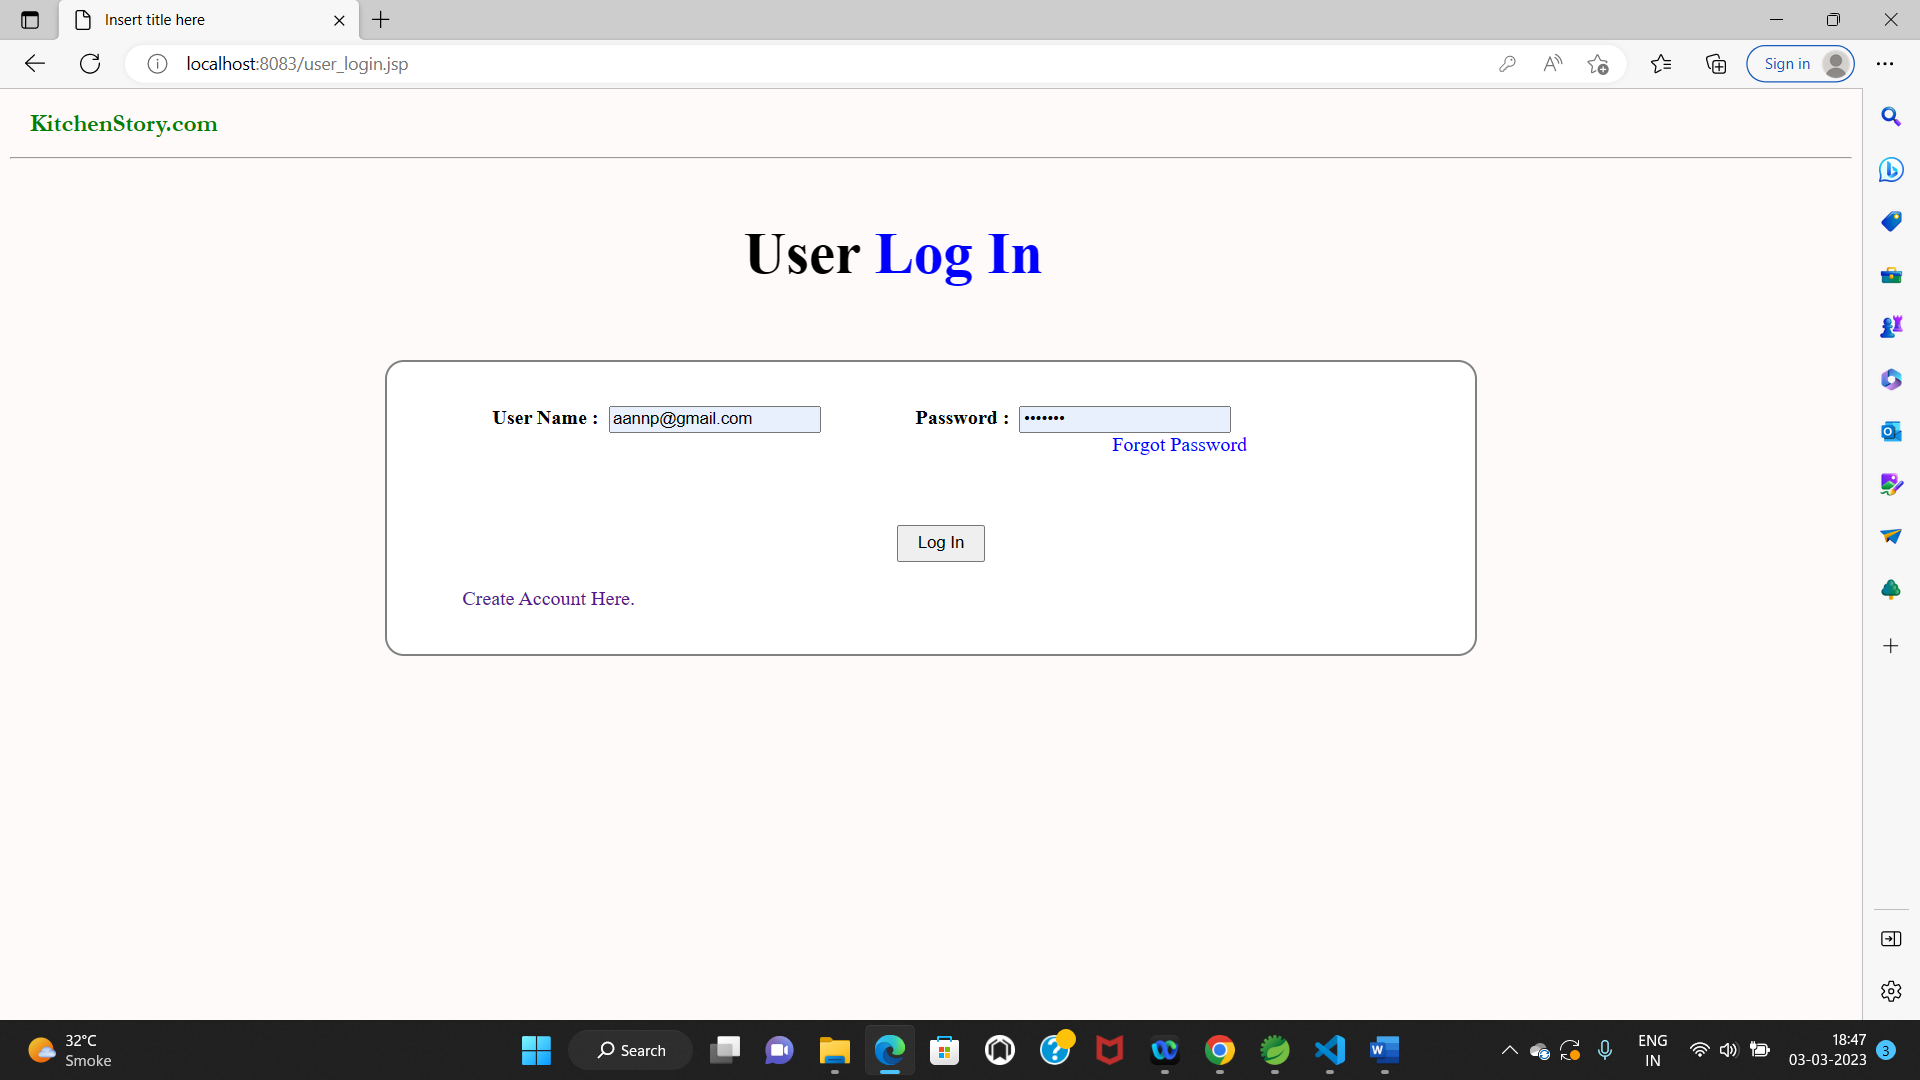 Insert title here
localhost:8083/user_login.jsp
Sign in
KitchenStory.com
User Log In
User Name : aannp@gmail.com Password : •••••••
Forgot Password
Log In
Create Account Here.
32°C
Smoke
Search
ENG
IN
18:47
03-03-2023
3